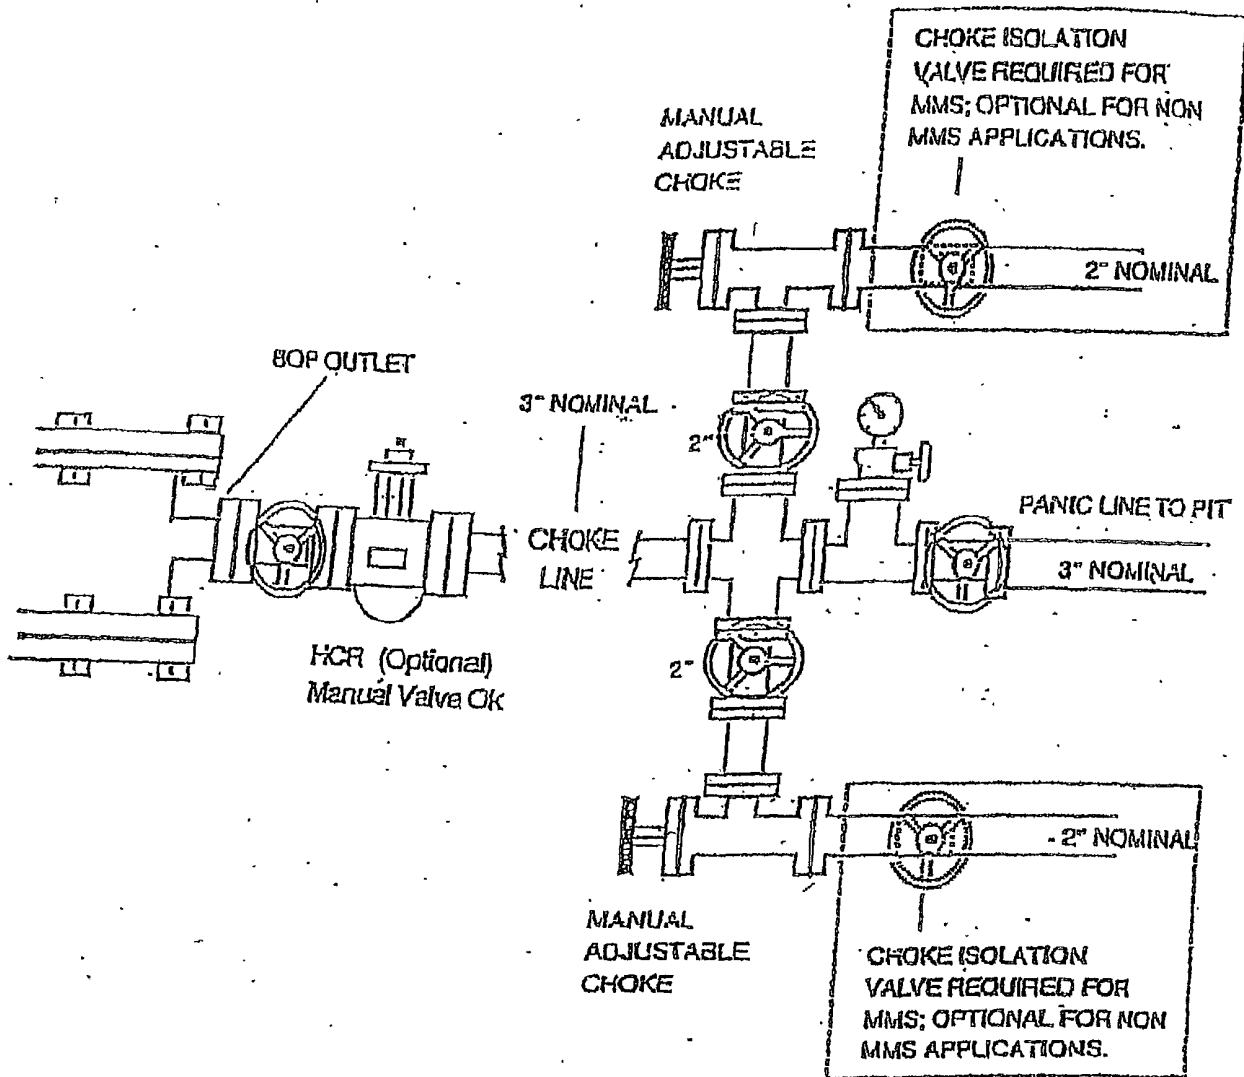 CHOKE ISOLATION
VALVE REQUIRED FOR
MMS; OPTIONAL FOR NON
MMS APPLICATIONS.
MANUAL
ADJUSTABLE
CHOKE
2" NOMINAL
BOP OUTLET
3" NOMINAL
2"
PANIC LINE TO PIT
CHOKE
LINE
3" NOMINAL
HCR (Optional)
Manual Valve Ok
2"
2" NOMINAL
MANUAL
ADJUSTABLE
CHOKE
CHOKE ISOLATION
VALVE REQUIRED FOR
MMS; OPTIONAL FOR NON
MMS APPLICATIONS.